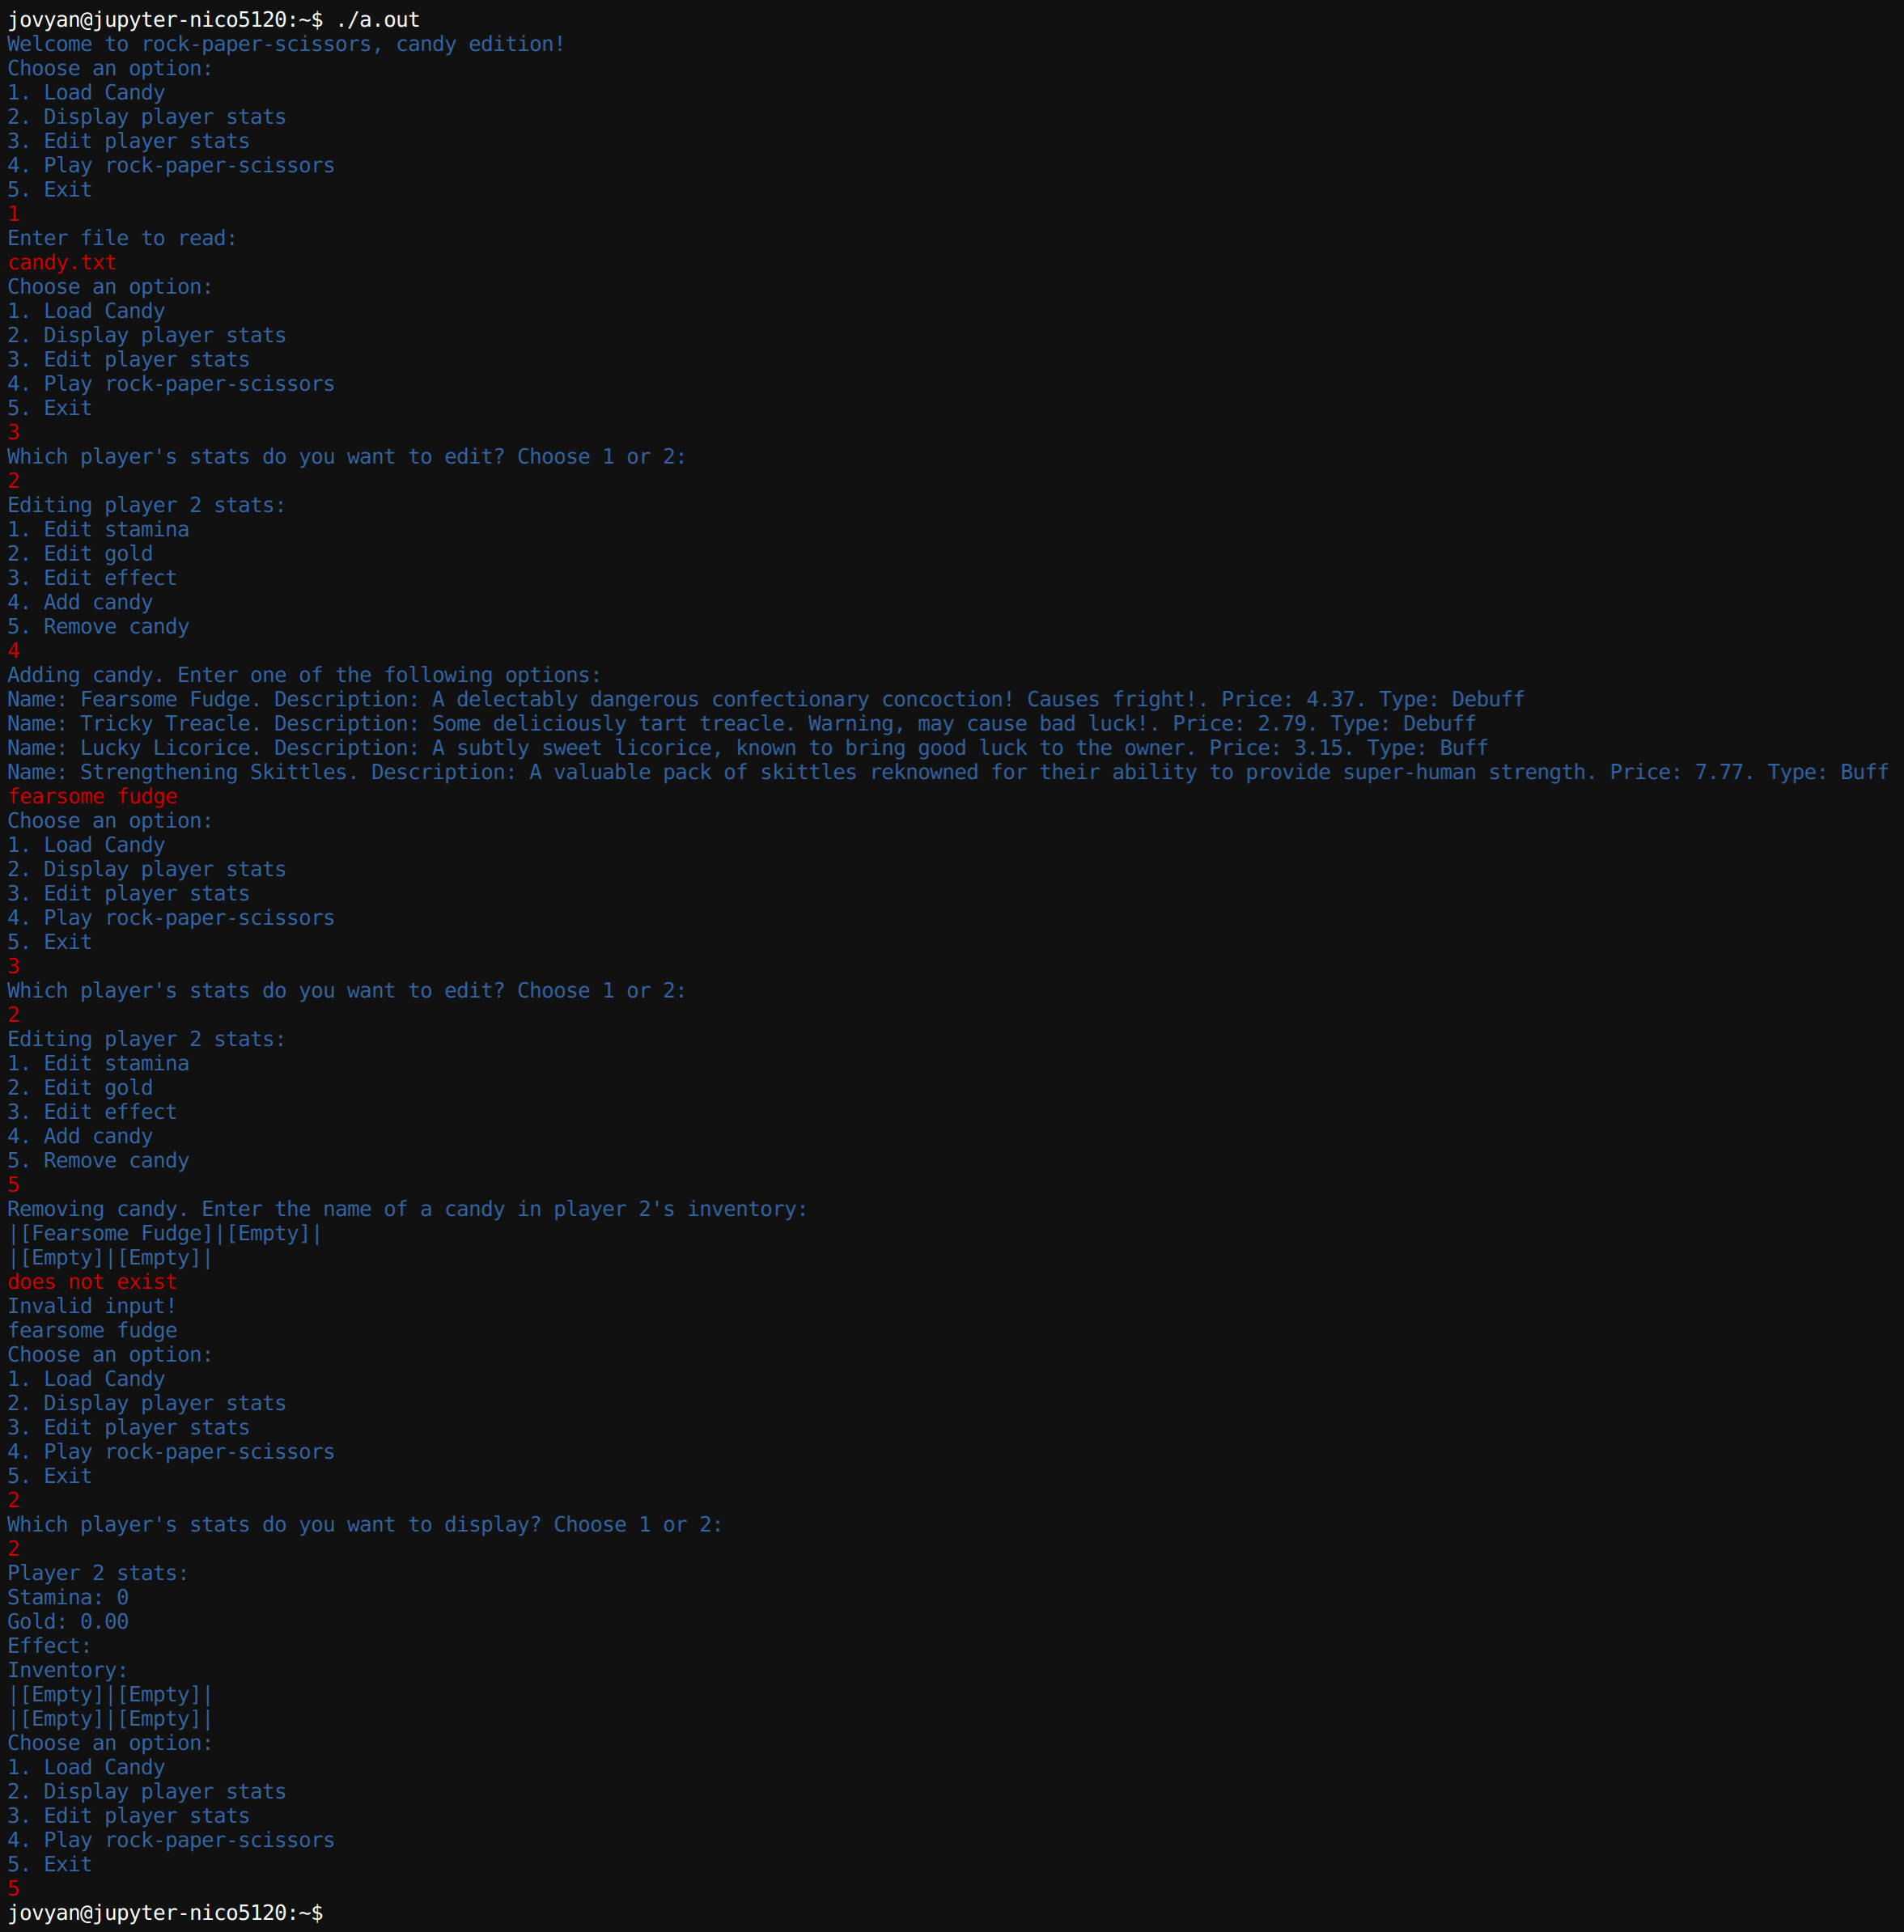 jovyan@jupyter-nico5120:~$ ./a.out
Welcome to rock-paper-scissors, candy edition!
Choose an option:
1. Load Candy
2. Display player stats
3. Edit player stats
4. Play rock-paper-scissors
5. Exit
1
Enter file to read:
candy.txt
Choose an option:
1. Load Candy
2. Display player stats
3. Edit player stats
4. Play rock-paper-scissors
5. Exit
3
Which player's stats do you want to edit? Choose 1 or 2:
2
Editing player 2 stats:
1. Edit stamina
2. Edit gold
3. Edit effect
4. Add candy
5. Remove candy
4
Adding candy. Enter one of the following options:
Name: Fearsome Fudge. Description: A delectably dangerous confectionary concoction! Causes fright!. Price: 4.37. Type: Debuff
Name: Tricky Treacle. Description: Some deliciously tart treacle. Warning, may cause bad luck!. Price: 2.79. Type: Debuff
Name: Lucky Licorice. Description: A subtly sweet licorice, known to bring good luck to the owner. Price: 3.15. Type: Buff
Name: Strengthening Skittles. Description: A valuable pack of skittles reknowned for their ability to provide super-human strength. Price: 7.77. Type: Buff
fearsome fudge
Choose an option:
1. Load Candy
2. Display player stats
3. Edit player stats
4. Play rock-paper-scissors
5. Exit
3
Which player's stats do you want to edit? Choose 1 or 2:
2
Editing player 2 stats:
1. Edit stamina
2. Edit gold
3. Edit effect
4. Add candy
5. Remove candy
5
Removing candy. Enter the name of a candy in player 2's inventory:
|[Fearsome Fudge]|[Empty]|
|[Empty]|[Empty]|
does not exist
Invalid input!
fearsome fudge
Choose an option:
1. Load Candy
2. Display player stats
3. Edit player stats
4. Play rock-paper-scissors
5. Exit
2
Which player's stats do you want to display? Choose 1 or 2:
2
Player 2 stats:
Stamina: 0
Gold: 0.00
Effect:
Inventory:
|[Empty]|[Empty]|
|[Empty]|[Empty]|
Choose an option:
1. Load Candy
2. Display player stats
3. Edit player stats
4. Play rock-paper-scissors
5. Exit
5
jovyan@jupyter-nico5120:~$